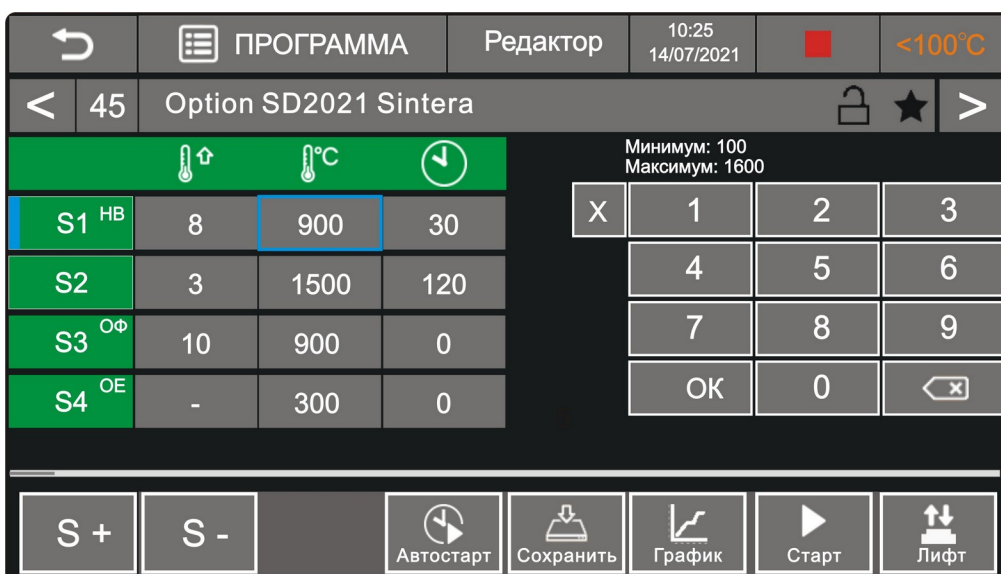 ПРОГРАММА Редактор 10:25 <100°C
14/07/2021
< 45 Option SD2021 Sintera >
°C Минимум: 100
Максимум: 1600
S1 НВ 8 900 30 X 1 2 3
S2 3 1500 120 4 5 6
S3 ОФ 10 900 0 7 8 9
S4 ОЕ - 300 0 ОК 0
S + S - Автостарт Сохранить График Старт Лифт